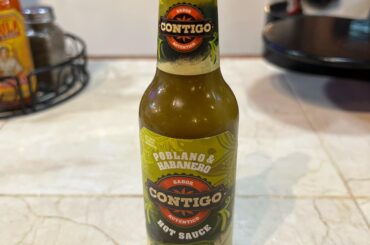 SABOR
CONTIGO
AUTENTICO
POBLANO &
HABANERO
SABOR
CONTIGO
AUTENTICO
HOT SAUCE